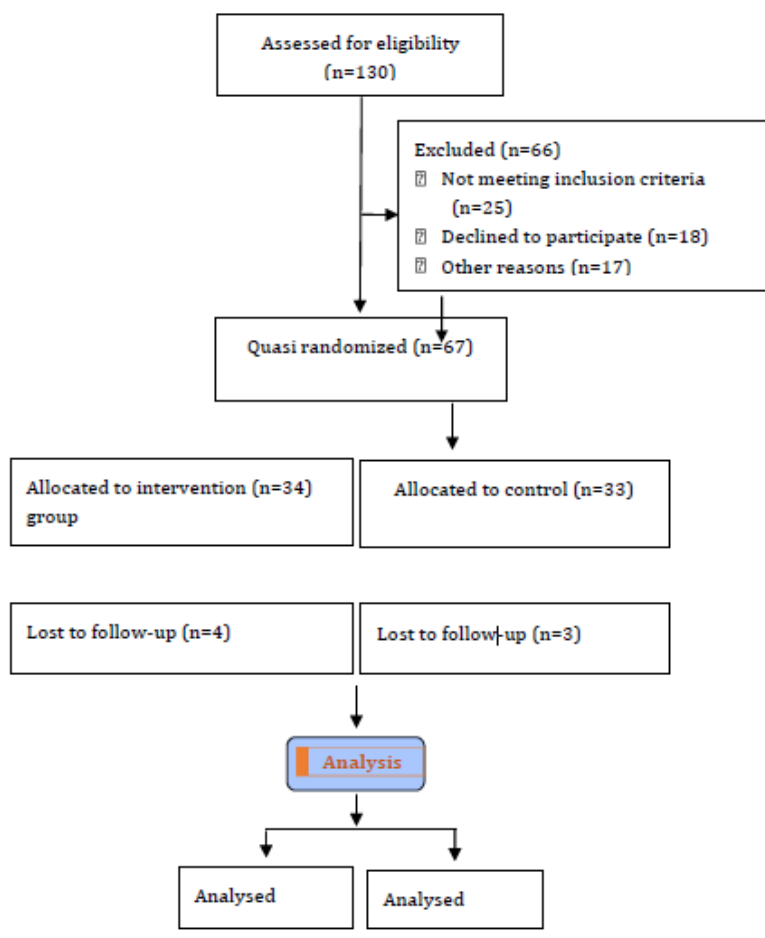 Assessed for eligibility
(n=130)
Excluded (n=66)
Not meeting inclusion criteria
(n=25)
Declined to participate (n=18)
Other reasons (n=17)
Quasi randomized (n=67)
Allocated to intervention (n=34)
group
Allocated to control (n=33)
Lost to follow-up (n=4)
Lost to follow-up (n=3)
Analysis
Analysed
Analysed